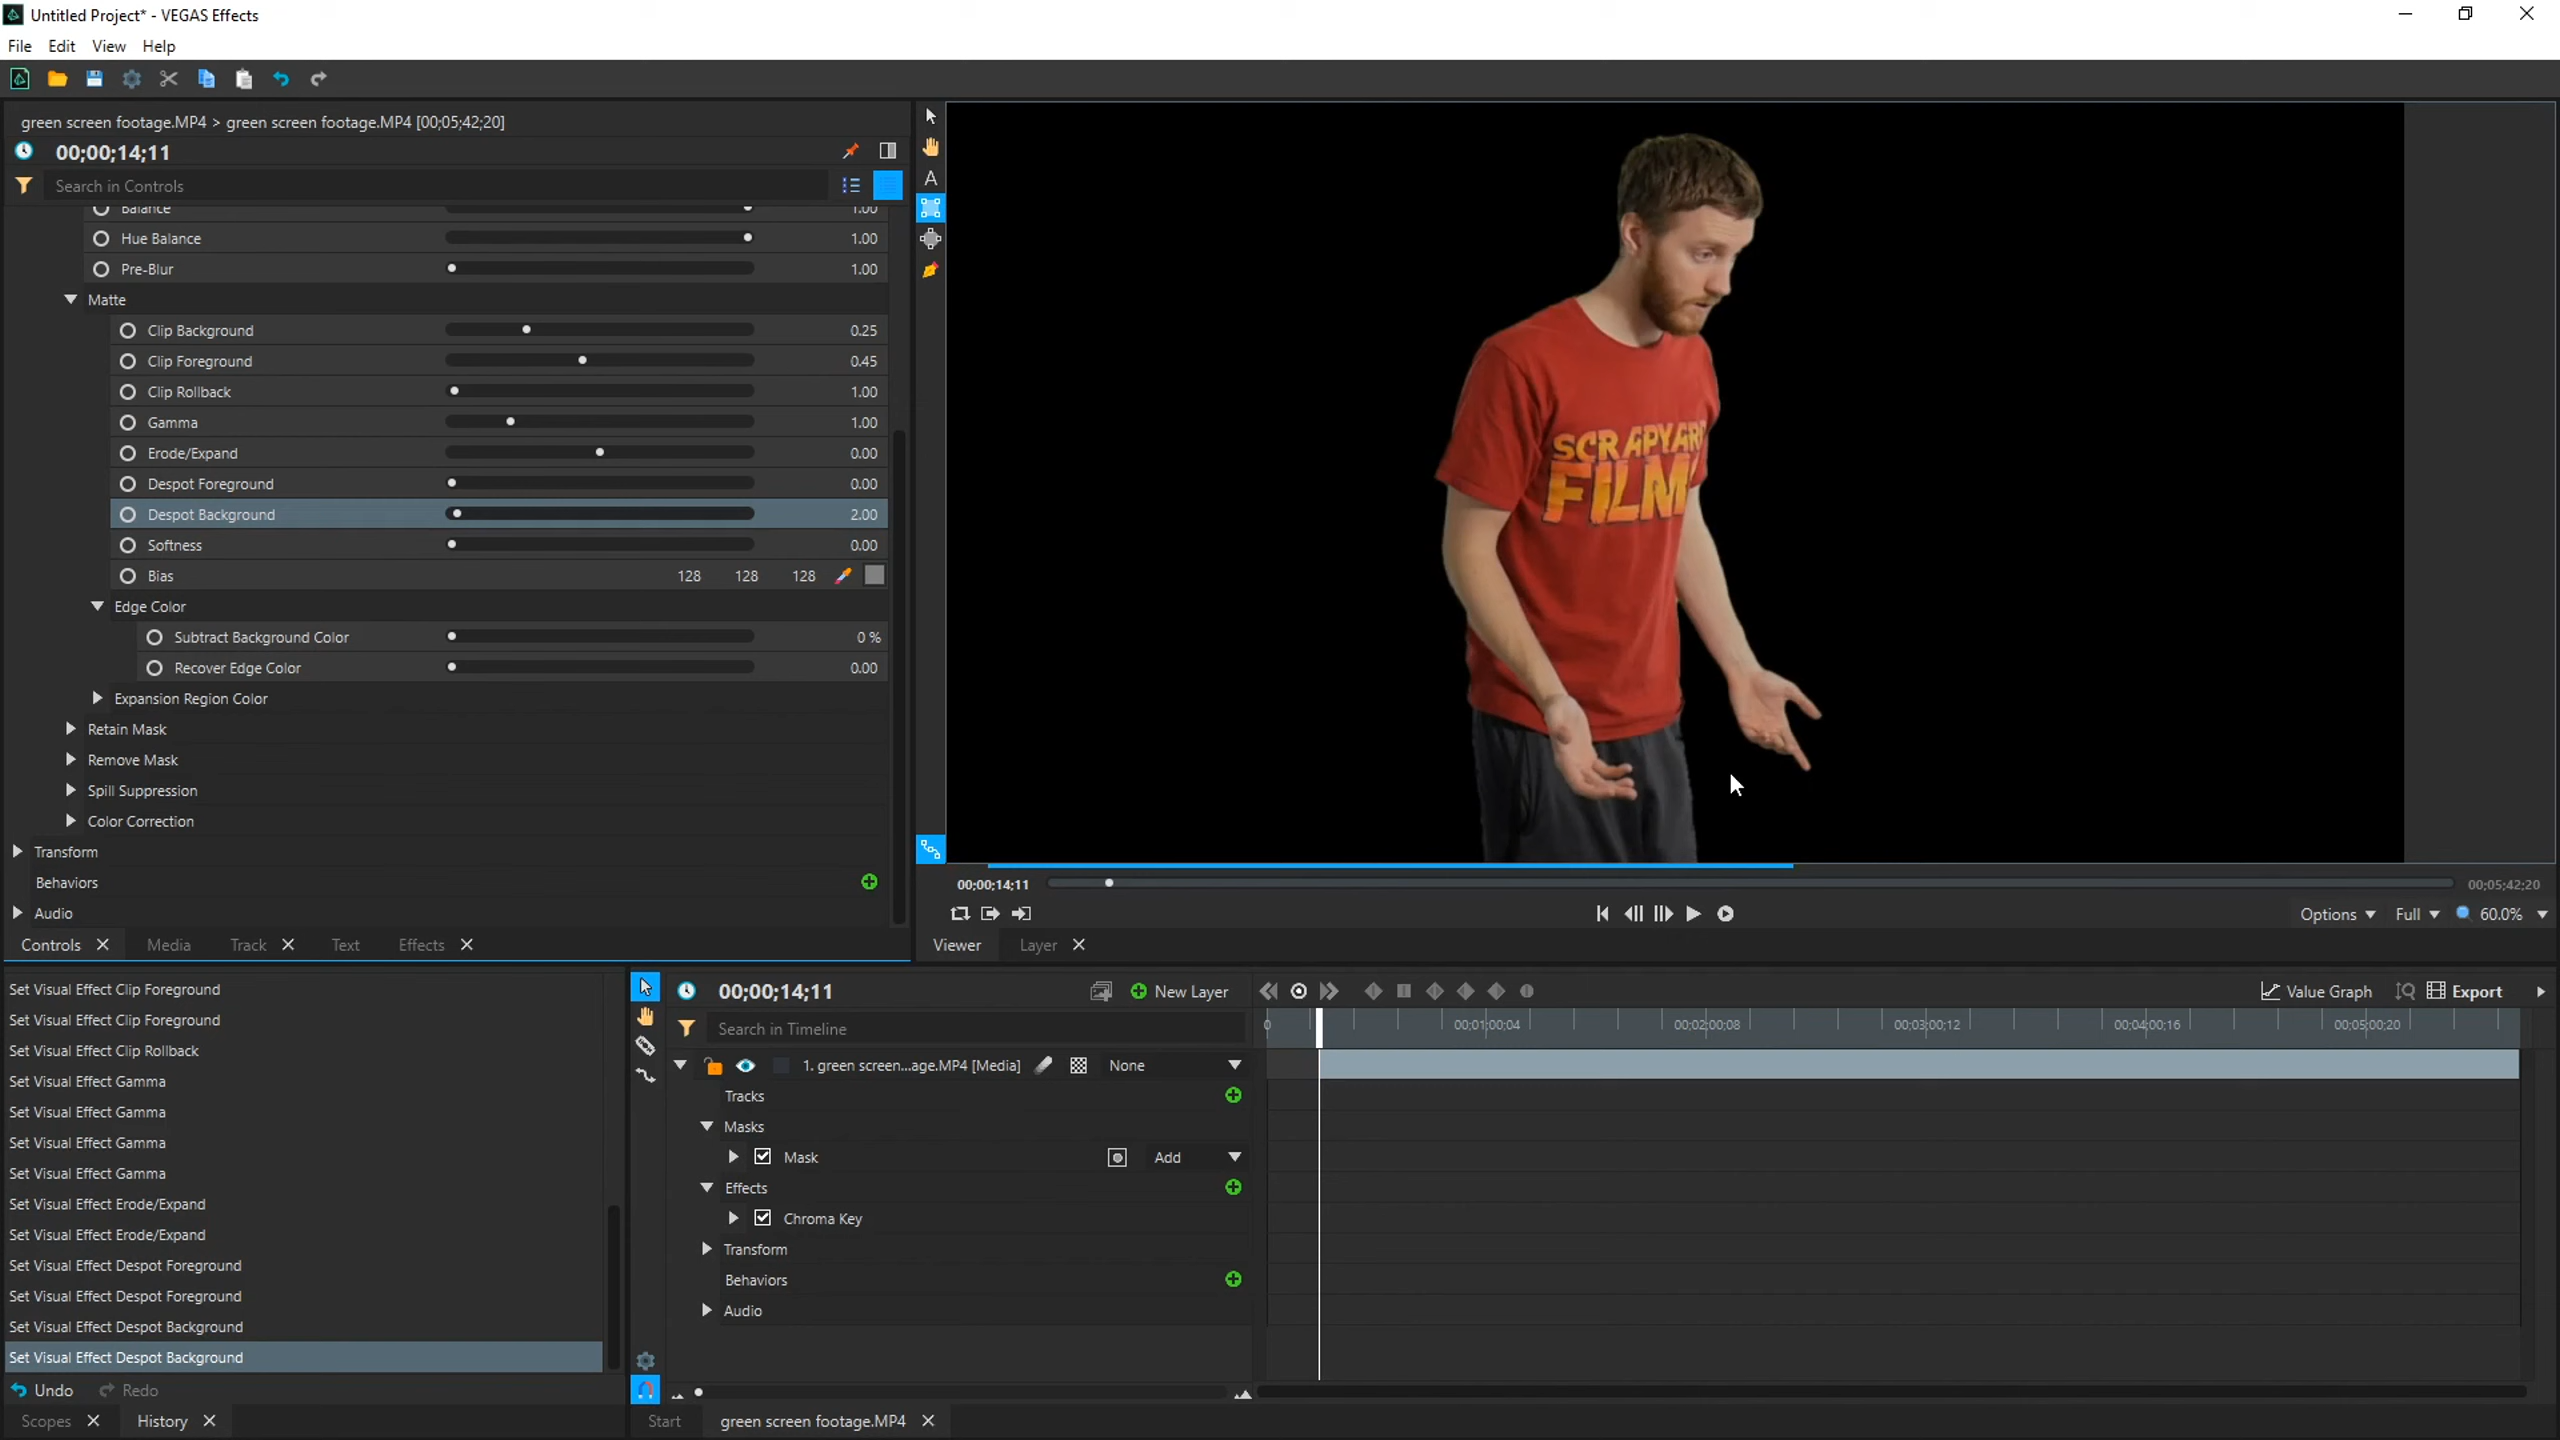 Untitled Project* - VEGAS Effects
File Edit View Help
green screen footage.MP4 > green screen footage.MP4 [00;05;42;20]
00;00;14;11
Search in Controls
Balance 1.00
Hue Balance 1.00
Pre-Blur 1.00
Matte
Clip Background 0.25
Clip Foreground 0.45
Clip Rollback 1.00
Gamma 1.00
Erode/Expand 0.00
Despot Foreground 0.00
Despot Background 2.00
Softness 0.00
Bias 128 128 128
Edge Color
Subtract Background Color 0 %
Recover Edge Color 0.00
Expansion Region Color
Retain Mask
Remove Mask
Spill Suppression
Color Correction
Transform
Behaviors
Audio
Controls Media Track Text Effects
A
SCRAPYARD
FILMS
00;00;14;11 00;05;42;20
Options Full 60.0%
Viewer Layer
Set Visual Effect Clip Foreground
Set Visual Effect Clip Foreground
Set Visual Effect Clip Rollback
Set Visual Effect Gamma
Set Visual Effect Gamma
Set Visual Effect Gamma
Set Visual Effect Gamma
Set Visual Effect Erode/Expand
Set Visual Effect Erode/Expand
Set Visual Effect Despot Foreground
Set Visual Effect Despot Foreground
Set Visual Effect Despot Background
Set Visual Effect Despot Background
Undo Redo
Scopes History
00;00;14;11 New Layer Value Graph Export
Search in Timeline
0 00;01;00;04 00;02;00;08 00;03;00;12 00;04;00;16 00;05;00;20
1. green screen...age.MP4 [Media] None
Tracks
Masks
Mask Add
Effects
Chroma Key
Transform
Behaviors
Audio
Start green screen footage.MP4